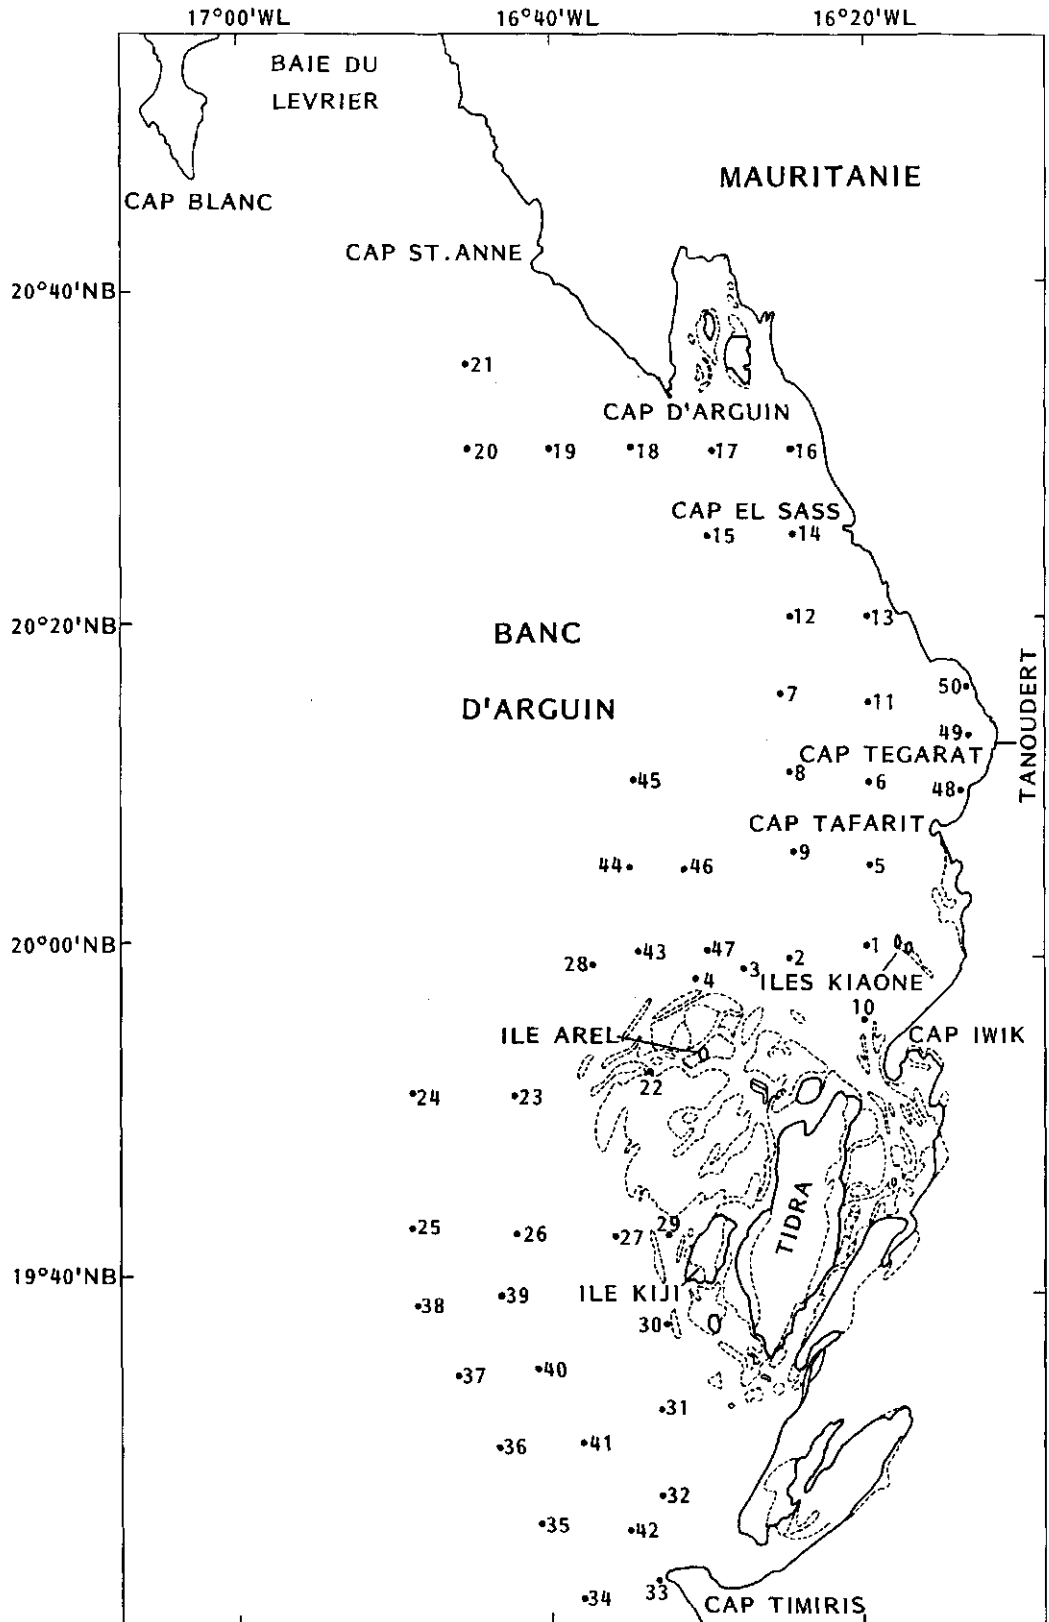 17°00'WL 16°40'WL 16°20'WL
BAIE DU
LEVRIER
MAURITANIE
CAP BLANC
CAP ST.ANNE
20°40'NB
21
CAP D'ARGUIN
20 19 18 17 16
CAP EL SASS
15 14
20°20'NB
12 13
BANC
TANOUDERT
50
7 11
D'ARGUIN
49
CAP TEGARAT
8
45 6 48
CAP TAFARIT
9
44 46 5
20°00'NB
43 47 1
28 3 2
4 ILES KIAONE
10
ILE AREL CAP IWIK
22
24 23
TIDRA
29
25 26 27
19°40'NB
ILE KIJI
39
38
30
37 40
31
36 41
32
35 42
33
34 CAP TIMIRIS